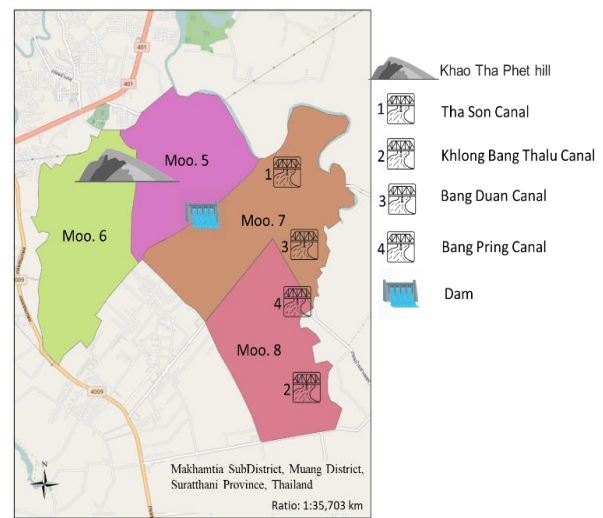 401
401
Moo. 5
Moo. 6
Moo. 7
Moo. 8
1
3
4
2
4009
4009
N
Makhamtia SubDistrict, Muang District,
Suratthani Province, Thailand
Ratio: 1:35,703 km
Khao Tha Phet hill
1 Tha Son Canal
2 Khlong Bang Thalu Canal
3 Bang Duan Canal
4 Bang Pring Canal
Dam